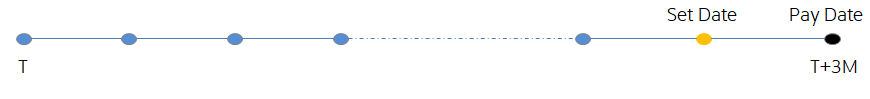 Set Date
Pay Date
T
T+3M